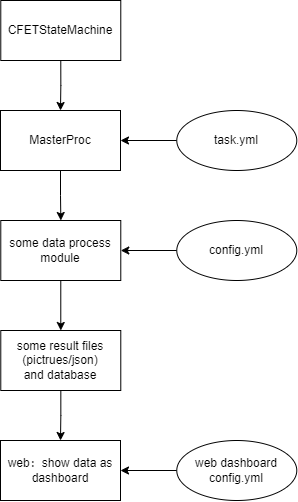 CFETStateMachine
MasterProc
task.yml
some data process
module
config.yml
some result files
(pictrues/json)
and database
web：show data as
dashboard
web dashboard
config.yml